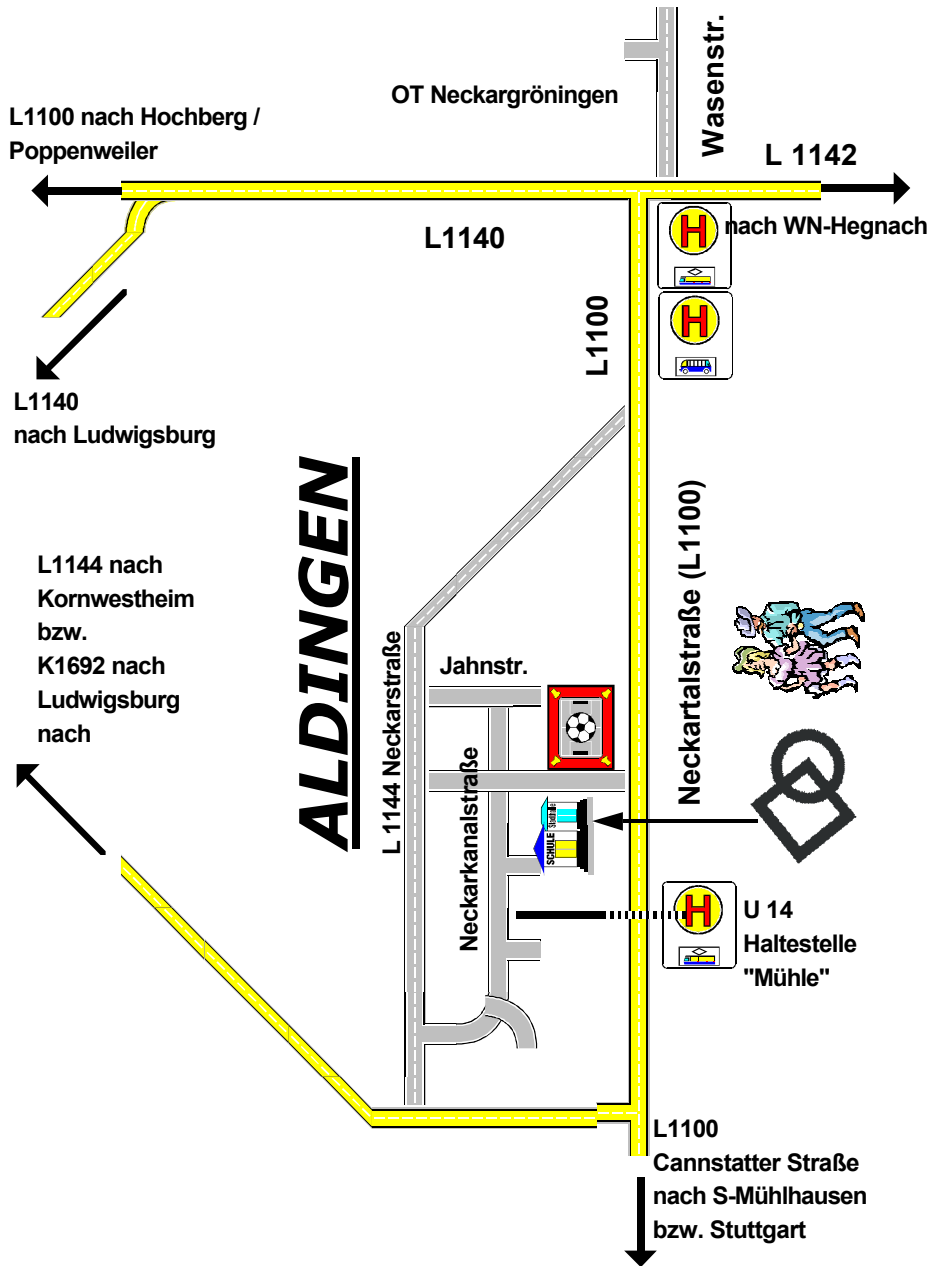 Wasenstr.
OT Neckargröningen
L1100 nach Hochberg /
Poppenweiler
L 1142
nach WN-Hegnach
L1140
H
H
L1100
L1140
nach Ludwigsburg
ALDINGEN
Neckartalstraße (L1100)
L1144 nach
Kornwestheim
bzw.
K1692 nach
Ludwigsburg
nach
L 1144 Neckarstraße
Jahnstr.
Neckarkanalstraße
Stadthalle
SCHULE
H
U 14
Haltestelle
"Mühle"
L1100
Cannstatter Straße
nach S-Mühlhausen
bzw. Stuttgart